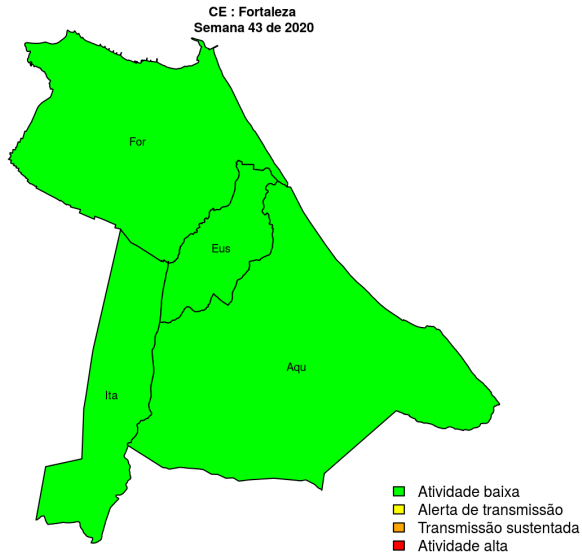 CE : Fortaleza
Semana 43 de 2020
For
Eus
Aqu
Ita
Atividade baixa
Alerta de transmissão
Transmissão sustentada
Atividade alta